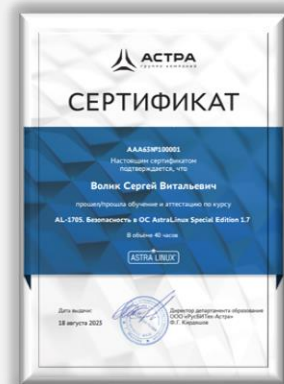 АСТРА
группа компаний
СЕРТИФИКАТ
ААА63№100001
Настоящим сертификатом
подтверждается, что
Волик Сергей Витальевич
прошел/прошла обучение и аттестацию по курсу
AL-1705. Безопасность в ОС AstraLinux Special Edition 1.7
В объёме 40 часов
ASTRA LINUX
Дата выдачи:
18 августа 2023
Директор департамента образования
ООО «РусБИТех-Астра»
Ф.Г. Кирдяшов